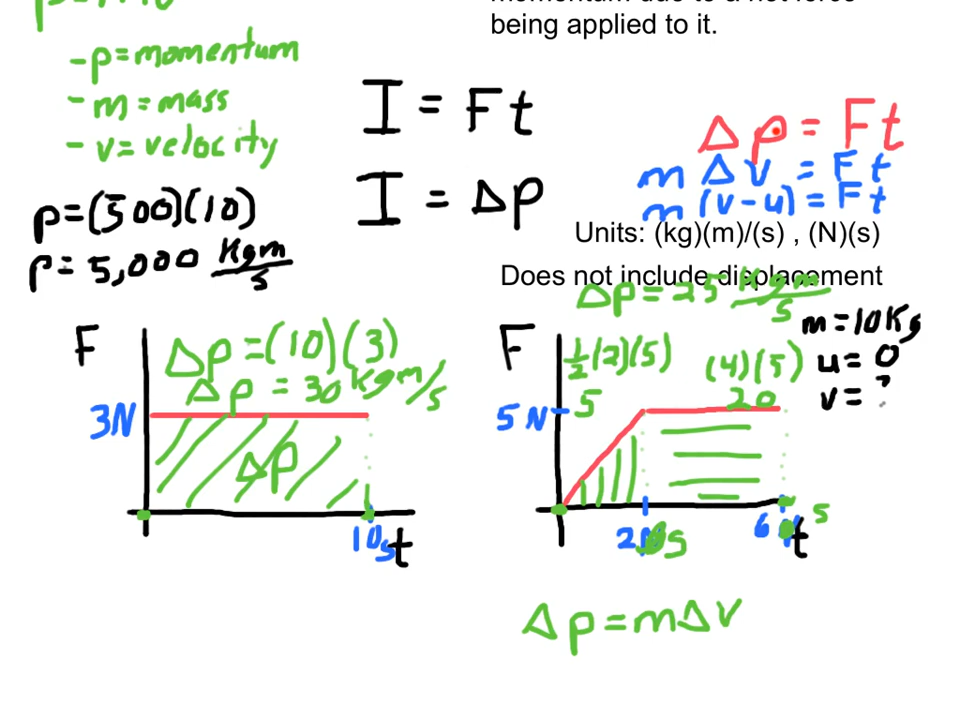 being applied to it.
-p=momentum
-m=mass
-v=velocity
I = Ft
I = Δp
Δp = Ft
mΔv = Ft
m(v-u) = Ft
p=(500)(10)
p=5,000 kgm/s
Units: (kg)(m)/(s) , (N)(s)
Does not include displacement
Δp=25 kgm/s
m=10Kg
u=0
v=?
F
Δp=(10)(3)
Δp=30 kgm/s
3N
Δp
10s
t
F
½(2)(5)
5
(4)(5)
20
5N
2s
6s
t
Δp=mΔv